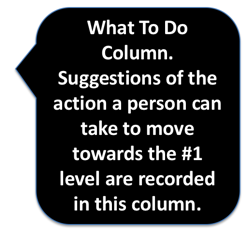 What To Do
Column.
Suggestions of the
action a person can
take to move
towards the #1
level are recorded
in this column.